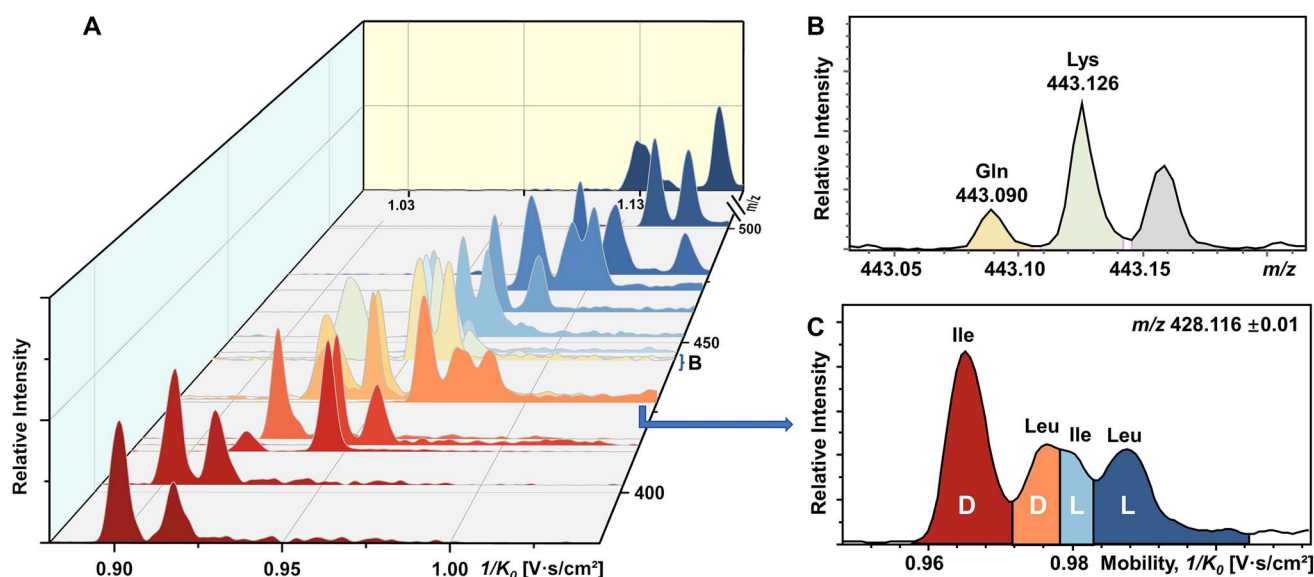 A
Relative Intensity
1.03
1.13
m/z
500
450
B
400
0.90
0.95
1.00
1/K0 [V·s/cm²]
B
Relative Intensity
Lys
443.126
Gln
443.090
443.05
443.10
443.15
m/z
C
m/z 428.116 ±0.01
Relative Intensity
Ile
Leu
Ile
Leu
D
D
L
L
0.96
0.98
Mobility, 1/K0 [V·s/cm²]